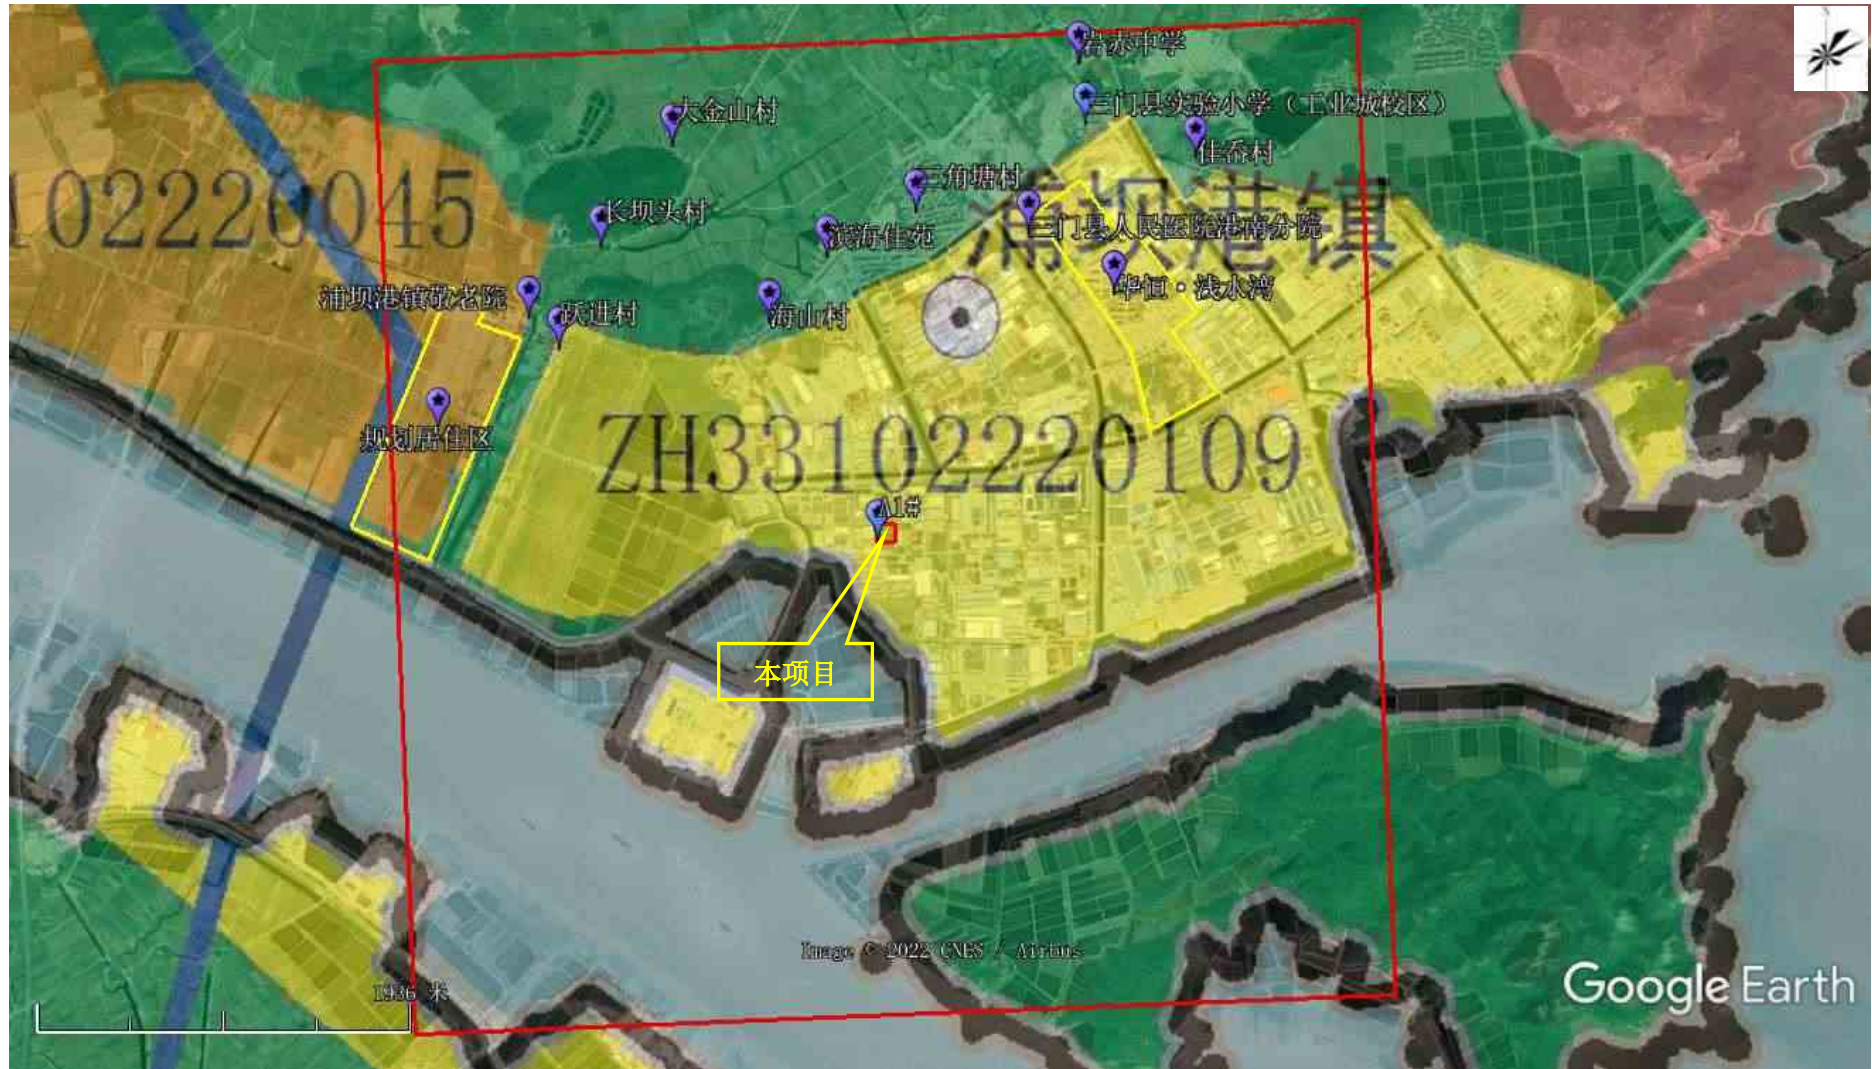 岩赤中学
三门县实验小学（工业城校区）
大金山村
仕乔村
三角塘村
浦坝港镇
102220045
长坝头村
滨海佳苑
三门县人民医院港南分院
华恒·浅水湾
浦坝港镇敬老院
跃进村
海山村
规划居住区
ZH33102220109
A1#
本项目
Image © 2022 CNES / Airbus
1936 米
Google Earth